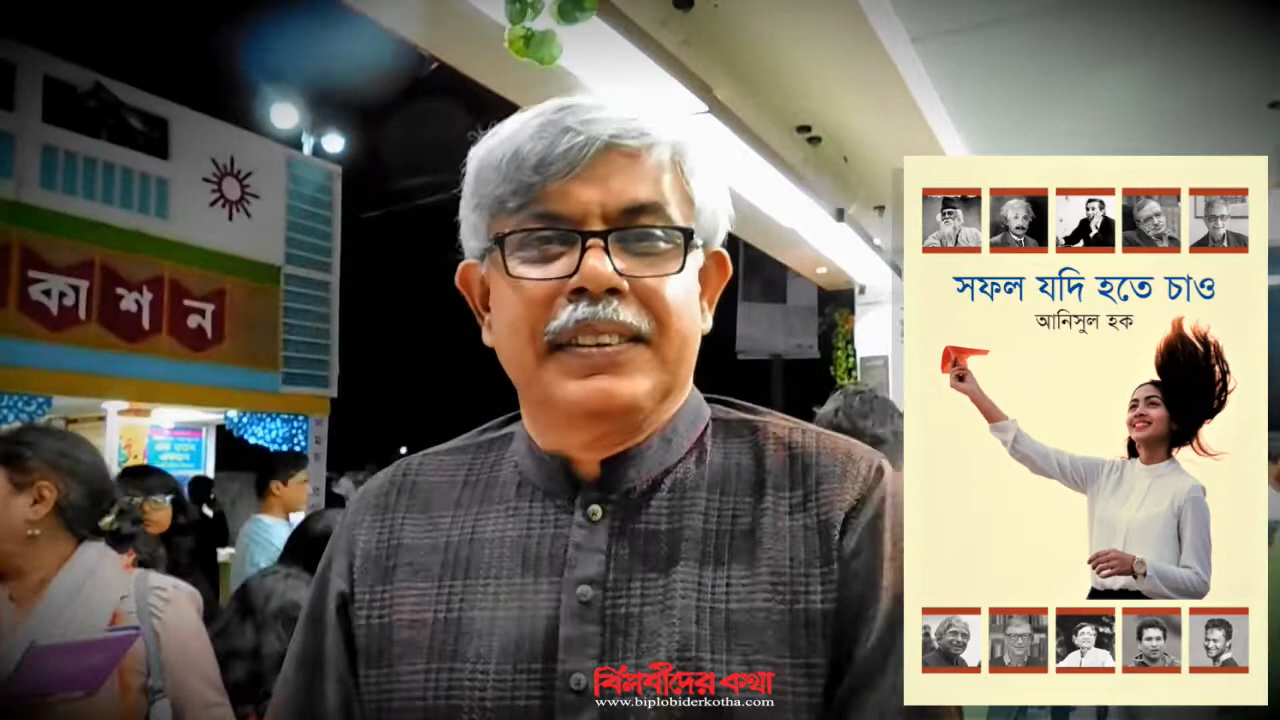 কাশন
সফল যদি হতে চাও
আনিসুল হক
বিপ্লবীদের কথা
www.biplobiderkotha.com